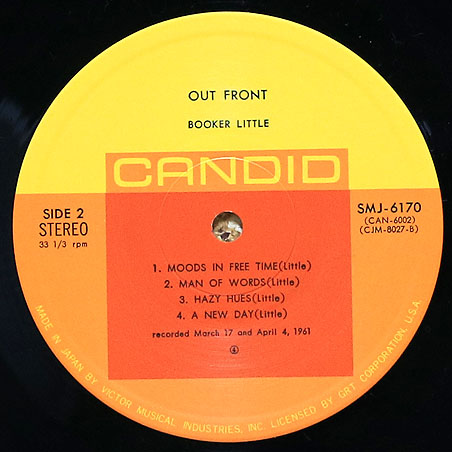 OUT FRONT
BOOKER LITTLE
CANDID
SIDE 2
STEREO
33 1/3 rpm
SMJ-6170
(CAN-6002)
(CJM-8027-B)
1. MOODS IN FREE TIME(Little)
2. MAN OF WORDS(Little)
3. HAZY HUES(Little)
4. A NEW DAY(Little)
recorded March 17 and April 4, 1961
MADE IN JAPAN BY VICTOR MUSICAL INDUSTRIES, INC. LICENSED BY GRT CORPORATION, U.S.A.